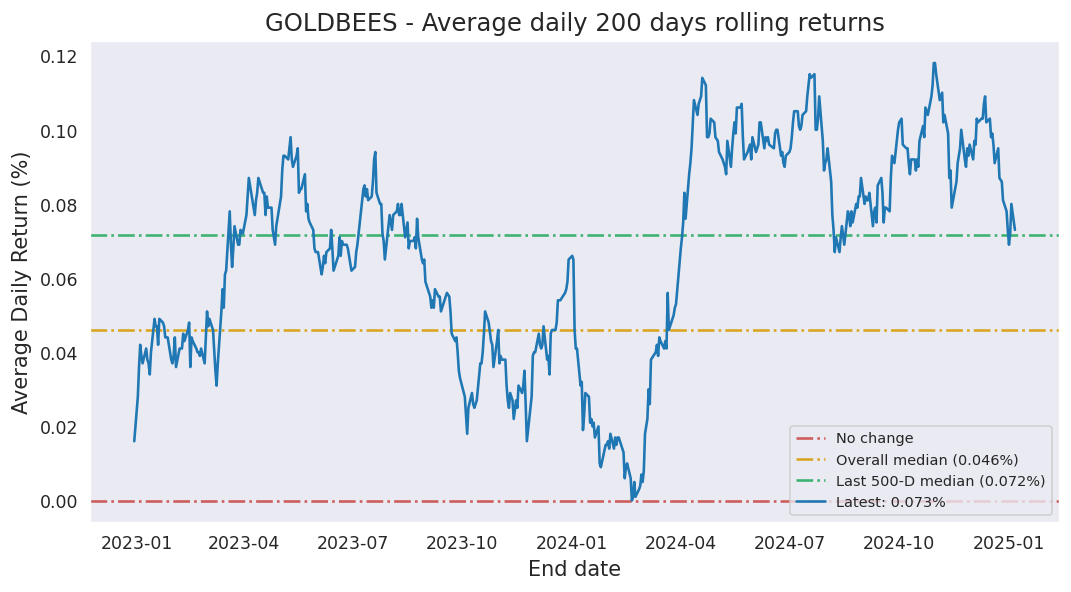 GOLDBEES - Average daily 200 days rolling returns
Average Daily Return (%)
0.12
0.10
0.08
0.06
0.04
0.02
0.00
No change
Overall median (0.046%)
Last 500-D median (0.072%)
Latest: 0.073%
2023-01 2023-04 2023-07 2023-10 2024-01 2024-04 2024-07 2024-10 2025-01
End date